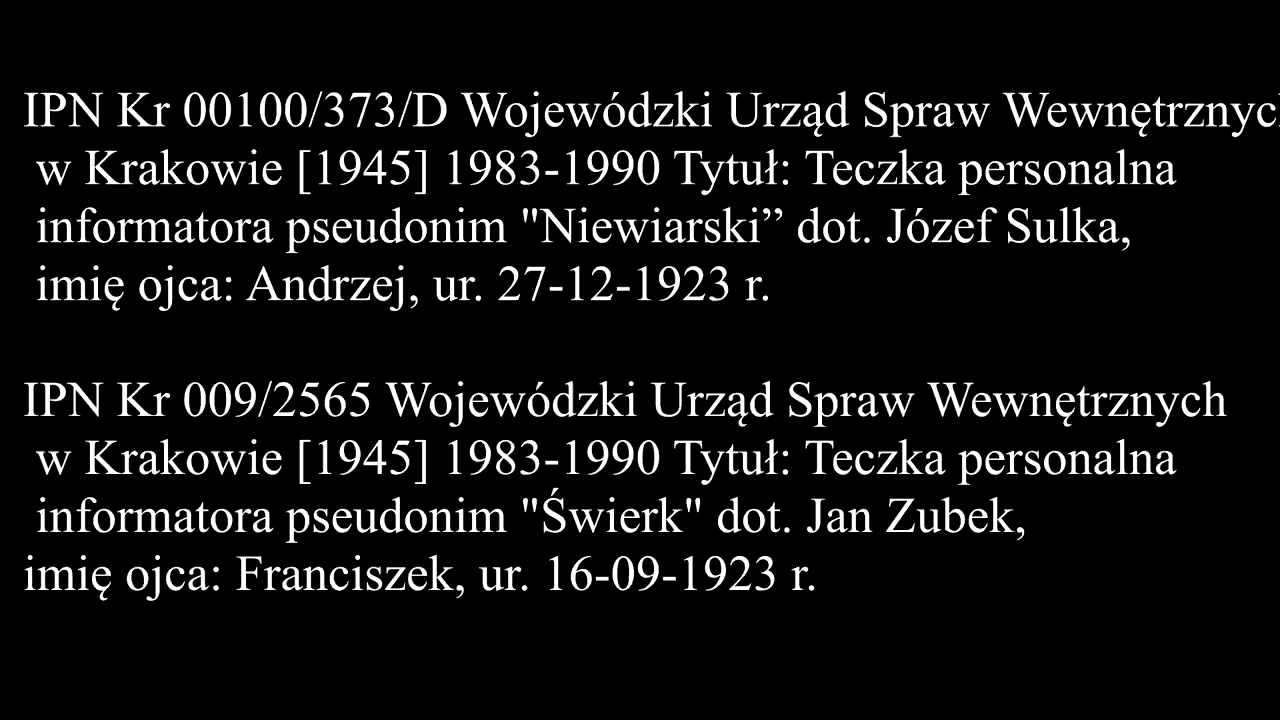 IPN Kr 00100/373/D Wojewódzki Urząd Spraw Wewnętrznych
w Krakowie [1945] 1983-1990 Tytuł: Teczka personalna
informatora pseudonim "Niewiarski” dot. Józef Sulka,
imię ojca: Andrzej, ur. 27-12-1923 r.
IPN Kr 009/2565 Wojewódzki Urząd Spraw Wewnętrznych
w Krakowie [1945] 1983-1990 Tytuł: Teczka personalna
informatora pseudonim "Świerk" dot. Jan Zubek,
imię ojca: Franciszek, ur. 16-09-1923 r.